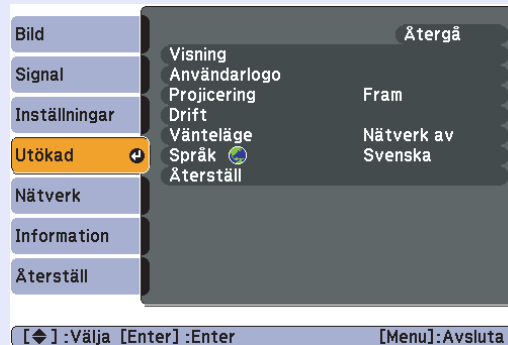 Bild
Signal
Inställningar
Utökad
Nätverk
Information
Återställ
Återgå
Visning
Användarlogo
Projicering Fram
Drift
Vänteläge Nätverk av
Språk Svenska
Återställ
[ ] :Välja [Enter] :Enter [Menu]:Avsluta